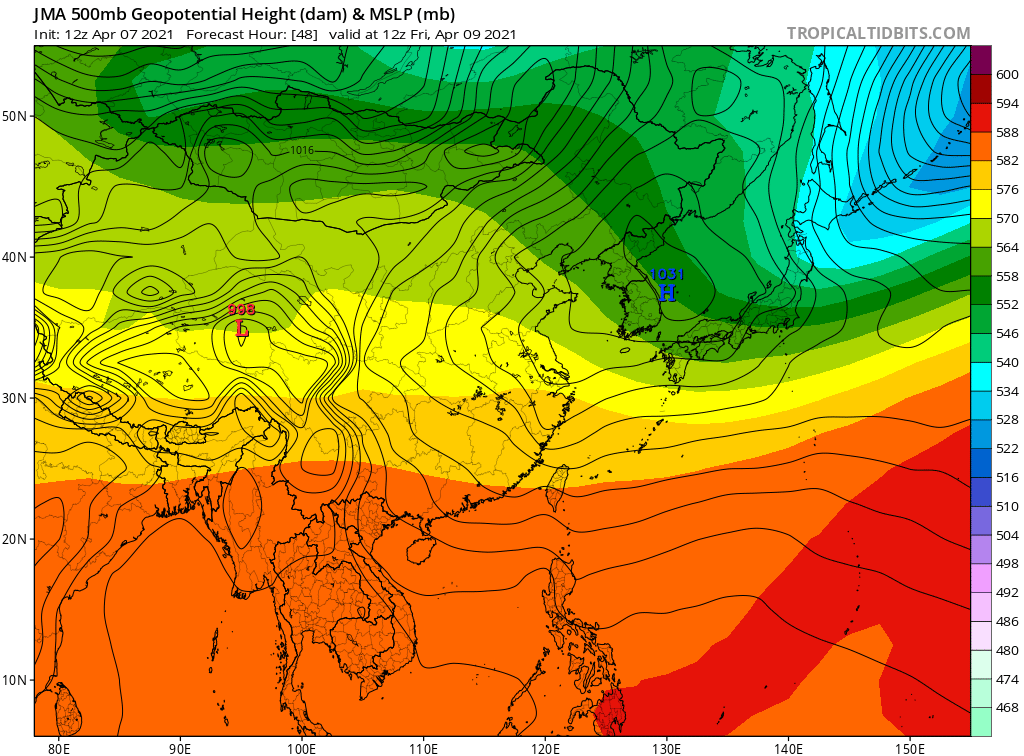 JMA 500mb Geopotential Height (dam) & MSLP (mb)
Init: 12z Apr 07 2021 Forecast Hour: [48] valid at 12z Fri, Apr 09 2021
TROPICALTIDBITS.COM
600
594
588
582
576
570
564
558
552
546
540
534
528
522
516
510
504
498
492
486
480
474
468
50N
40N
30N
20N
10N
1016
1031
H
998
L
80E
90E
100E
110E
120E
130E
140E
150E